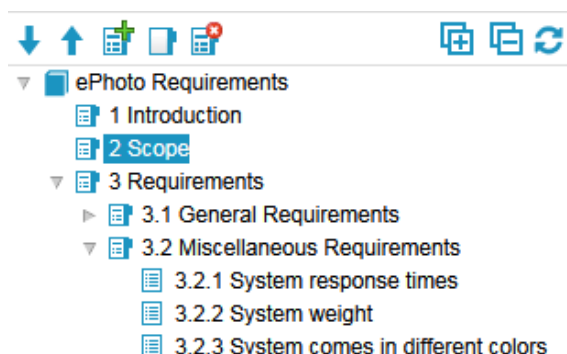 ePhoto Requirements
1 Introduction
2 Scope
3 Requirements
3.1 General Requirements
3.2 Miscellaneous Requirements
3.2.1 System response times
3.2.2 System weight
3.2.3 System comes in different colors